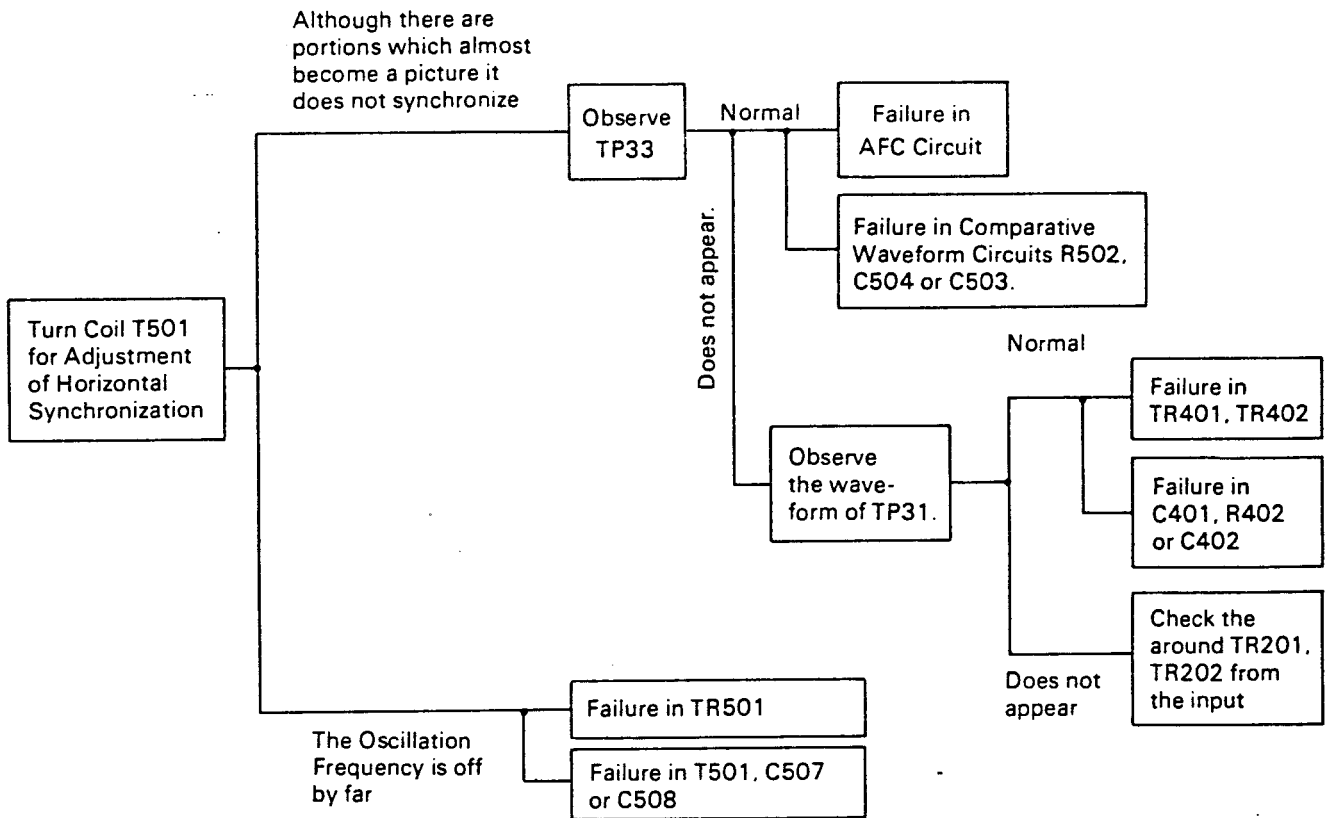 Although there are
portions which almost
become a picture it
does not synchronize
Observe
TP33
Normal
Failure in
AFC Circuit
Failure in Comparative
Waveform Circuits R502,
C504 or C503.
Does not appear.
Turn Coil T501
for Adjustment
of Horizontal
Synchronization
Observe
the wave-
form of TP31.
Normal
Failure in
TR401, TR402
Failure in
C401, R402
or C402
Does not
appear
Check the
around TR201,
TR202 from
the input
The Oscillation
Frequency is off
by far
Failure in TR501
Failure in T501, C507
or C508